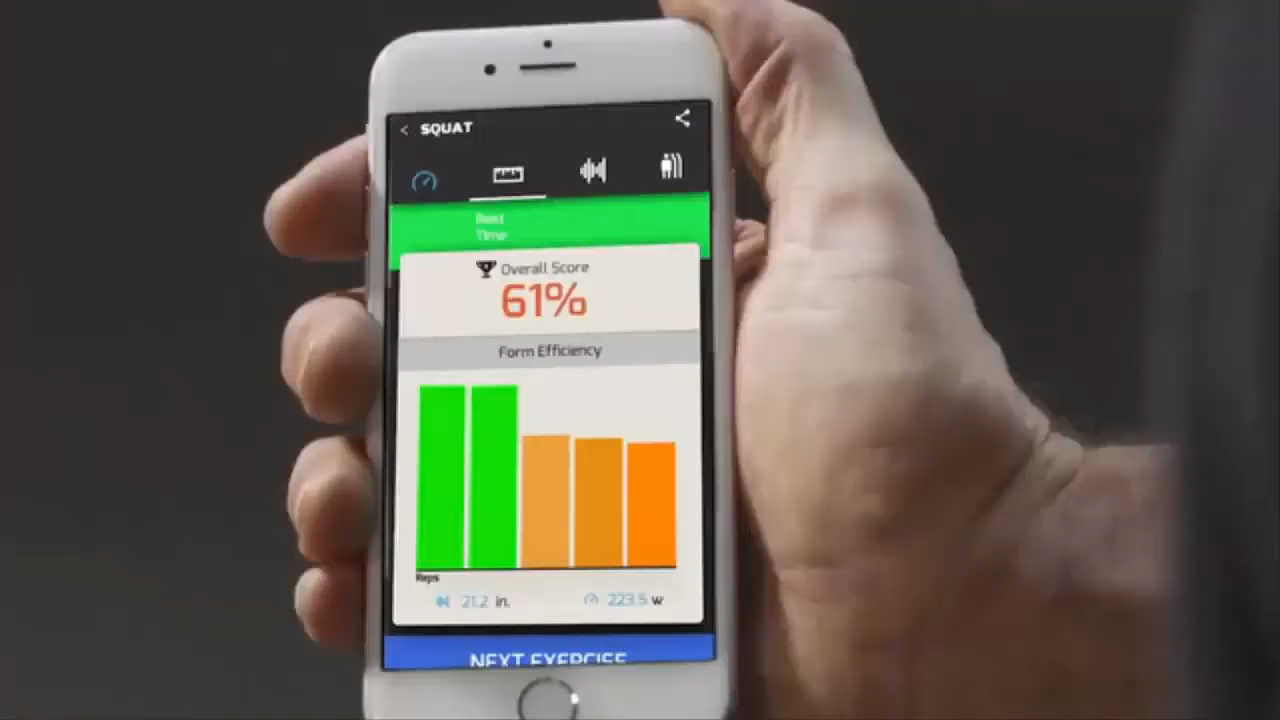 < SQUAT
Rest
Time
Overall Score
61%
Form Efficiency
Reps
21.2 in.
223.5 w
NEXT EXERCISE